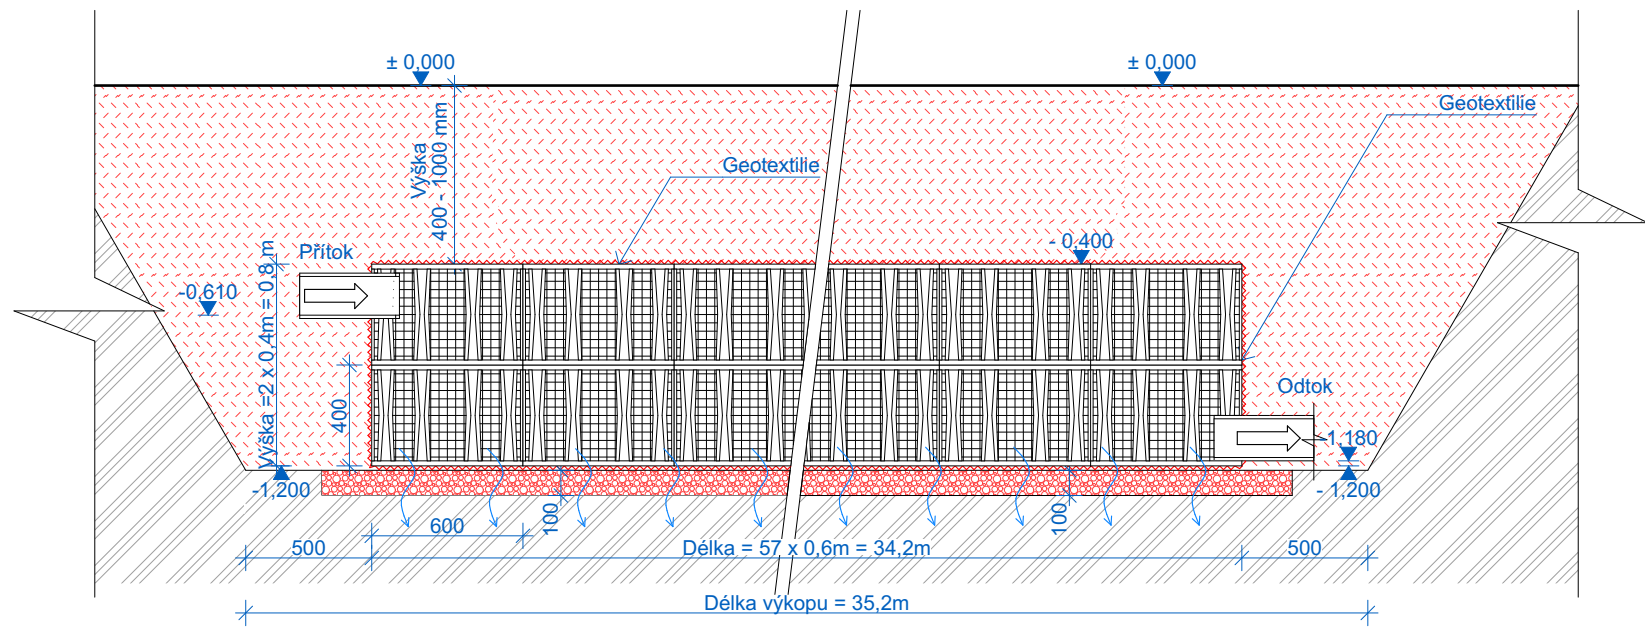 ± 0,000
± 0,000
Geotextilie
Výška
400 - 1000 mm
Geotextilie
- 0,400
Přítok
-0,610
Výška =2 x 0,4m = 0,8 m
400
Odtok
- 1,180
-1,200
- 1,200
100
100
600
500
Délka = 57 x 0,6m = 34,2m
500
Délka výkopu = 35,2m